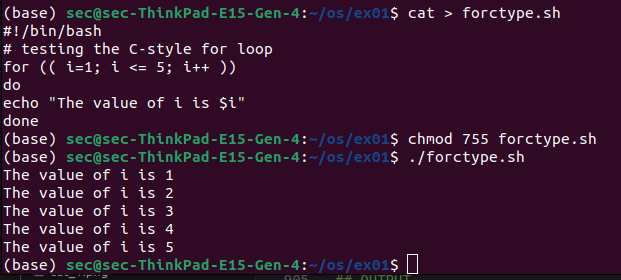 (base) sec@sec-ThinkPad-E15-Gen-4:~/os/ex01$ cat > forctype.sh
#!/bin/bash
# testing the C-style for loop
for (( i=1; i <= 5; i++ ))
do
echo "The value of i is $i"
done
(base) sec@sec-ThinkPad-E15-Gen-4:~/os/ex01$ chmod 755 forctype.sh
(base) sec@sec-ThinkPad-E15-Gen-4:~/os/ex01$ ./forctype.sh
The value of i is 1
The value of i is 2
The value of i is 3
The value of i is 4
The value of i is 5
(base) sec@sec-ThinkPad-E15-Gen-4:~/os/ex01$